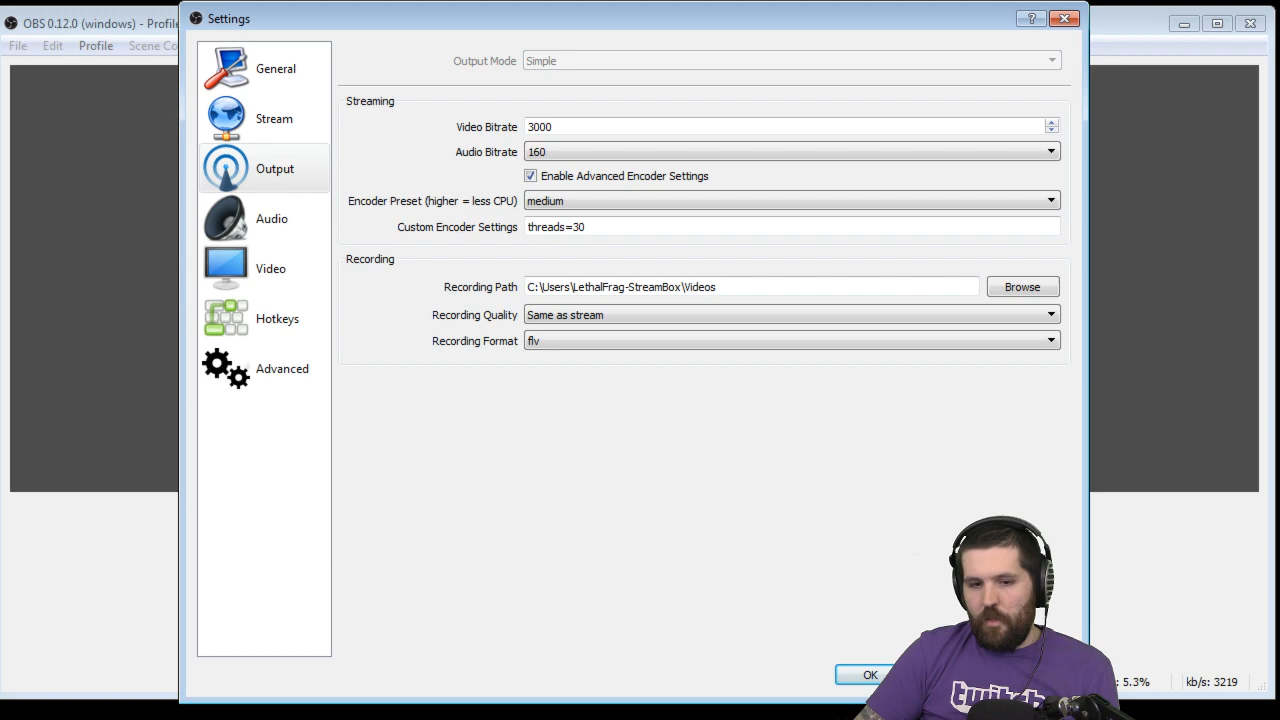 OBS 0.12.0 (windows) - Profile
File Edit Profile Scene Co
Settings
General
Stream
Output
Audio
Video
Hotkeys
Advanced
Output Mode Simple
Streaming
Video Bitrate 3000
Audio Bitrate 160
Enable Advanced Encoder Settings
Encoder Preset (higher = less CPU) medium
Custom Encoder Settings threads=30
Recording
Recording Path C:\Users\LethalFrag-StreamBox\Videos Browse
Recording Quality Same as stream
Recording Format flv
OK
: 5.3% kb/s: 3219
twitch